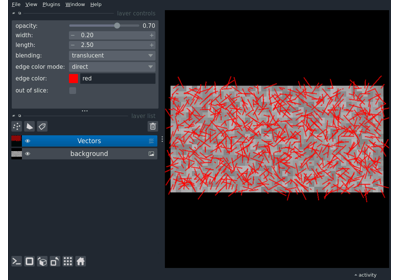 File View Plugins Window Help
layer controls
opacity: 0.70
width: 0.20
length: 2.50
blending: translucent
edge color mode: direct
edge color: red
out of slice:
layer list
Vectors
background
activity